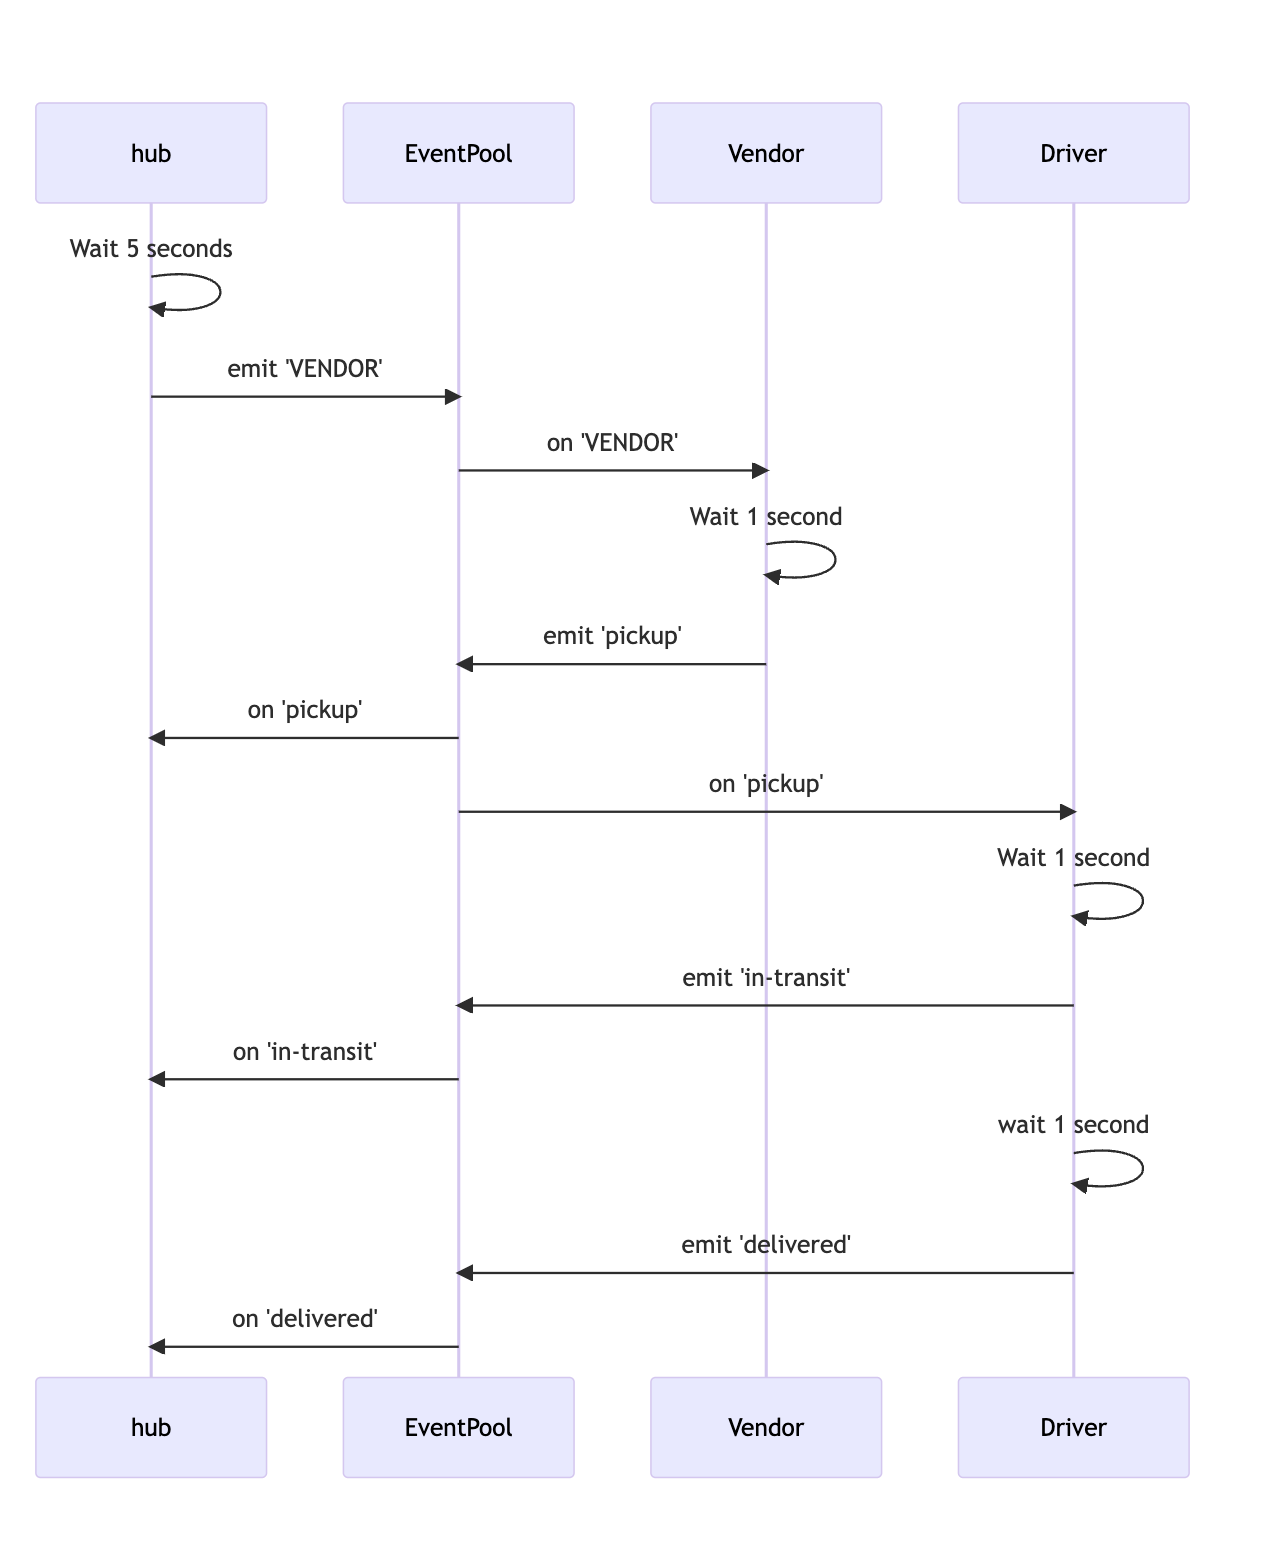 hub
EventPool
Vendor
Driver
Wait 5 seconds
emit 'VENDOR'
on 'VENDOR'
Wait 1 second
emit 'pickup'
on 'pickup'
on 'pickup'
Wait 1 second
emit 'in-transit'
on 'in-transit'
wait 1 second
emit 'delivered'
on 'delivered'
hub
EventPool
Vendor
Driver